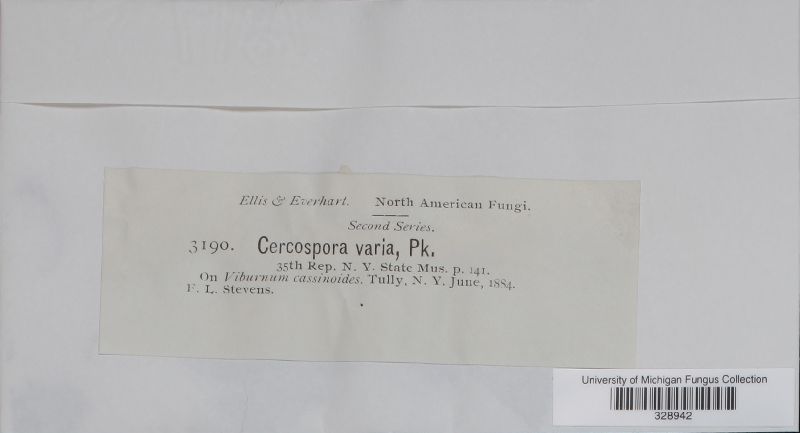 Ellis & Everhart. North American Fungi.
Second Series.
3190. Cercospora varia, Pk.
35th Rep. N. Y. State Mus. p. 141.
On Viburnum cassinoides. Tully, N. Y. June, 1884.
F. L. Stevens.
University of Michigan Fungus Collection
328942